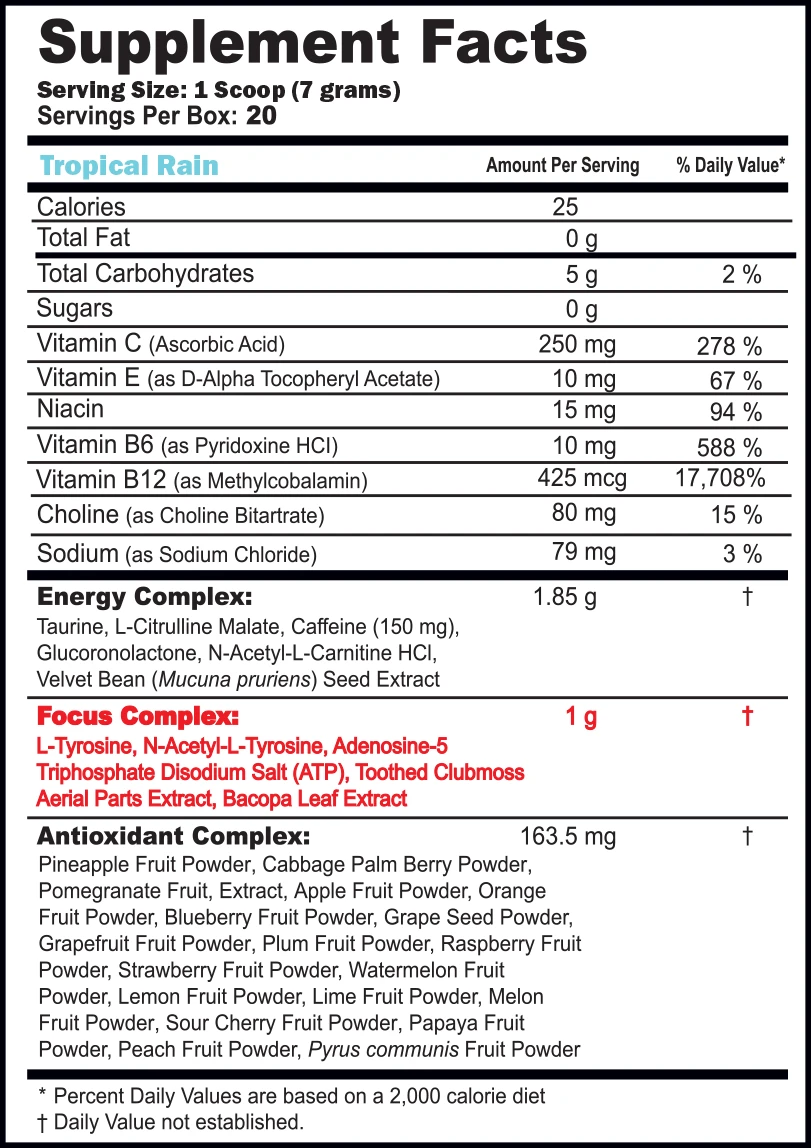 Supplement Facts
Serving Size: 1 Scoop (7 grams)
Servings Per Box: 20
Tropical Rain Amount Per Serving % Daily Value*
Calories 25
Total Fat 0 g
Total Carbohydrates 5 g 2 %
Sugars 0 g
Vitamin C (Ascorbic Acid) 250 mg 278 %
Vitamin E (as D-Alpha Tocopheryl Acetate) 10 mg 67 %
Niacin 15 mg 94 %
Vitamin B6 (as Pyridoxine HCl) 10 mg 588 %
Vitamin B12 (as Methylcobalamin) 425 mcg 17,708%
Choline (as Choline Bitartrate) 80 mg 15 %
Sodium (as Sodium Chloride) 79 mg 3 %
Energy Complex: 1.85 g †
Taurine, L-Citrulline Malate, Caffeine (150 mg),
Glucoronolactone, N-Acetyl-L-Carnitine HCl,
Velvet Bean (Mucuna pruriens) Seed Extract
Focus Complex: 1 g †
L-Tyrosine, N-Acetyl-L-Tyrosine, Adenosine-5
Triphosphate Disodium Salt (ATP), Toothed Clubmoss
Aerial Parts Extract, Bacopa Leaf Extract
Antioxidant Complex: 163.5 mg †
Pineapple Fruit Powder, Cabbage Palm Berry Powder,
Pomegranate Fruit, Extract, Apple Fruit Powder, Orange
Fruit Powder, Blueberry Fruit Powder, Grape Seed Powder,
Grapefruit Fruit Powder, Plum Fruit Powder, Raspberry Fruit
Powder, Strawberry Fruit Powder, Watermelon Fruit
Powder, Lemon Fruit Powder, Lime Fruit Powder, Melon
Fruit Powder, Sour Cherry Fruit Powder, Papaya Fruit
Powder, Peach Fruit Powder, Pyrus communis Fruit Powder
* Percent Daily Values are based on a 2,000 calorie diet
† Daily Value not established.